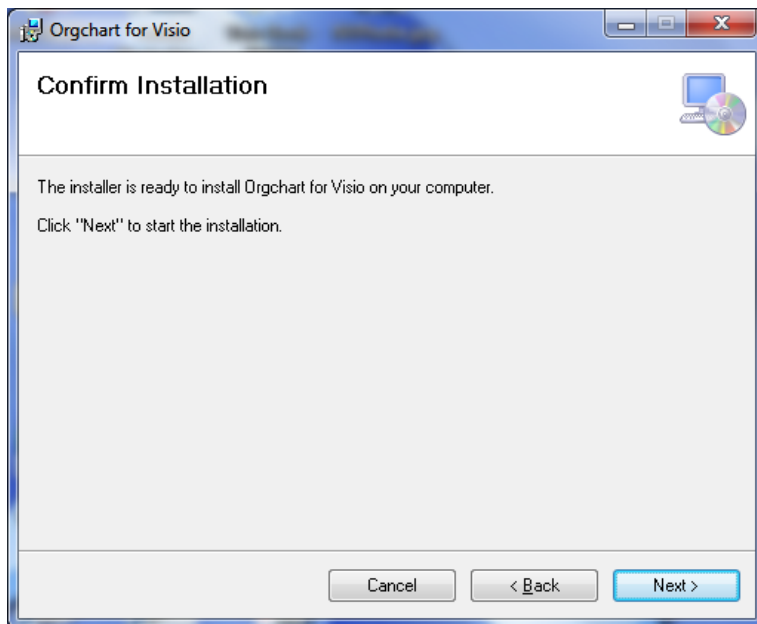 Orgchart for Visio
Confirm Installation
The installer is ready to install Orgchart for Visio on your computer.
Click "Next" to start the installation.
Cancel
< Back
Next >